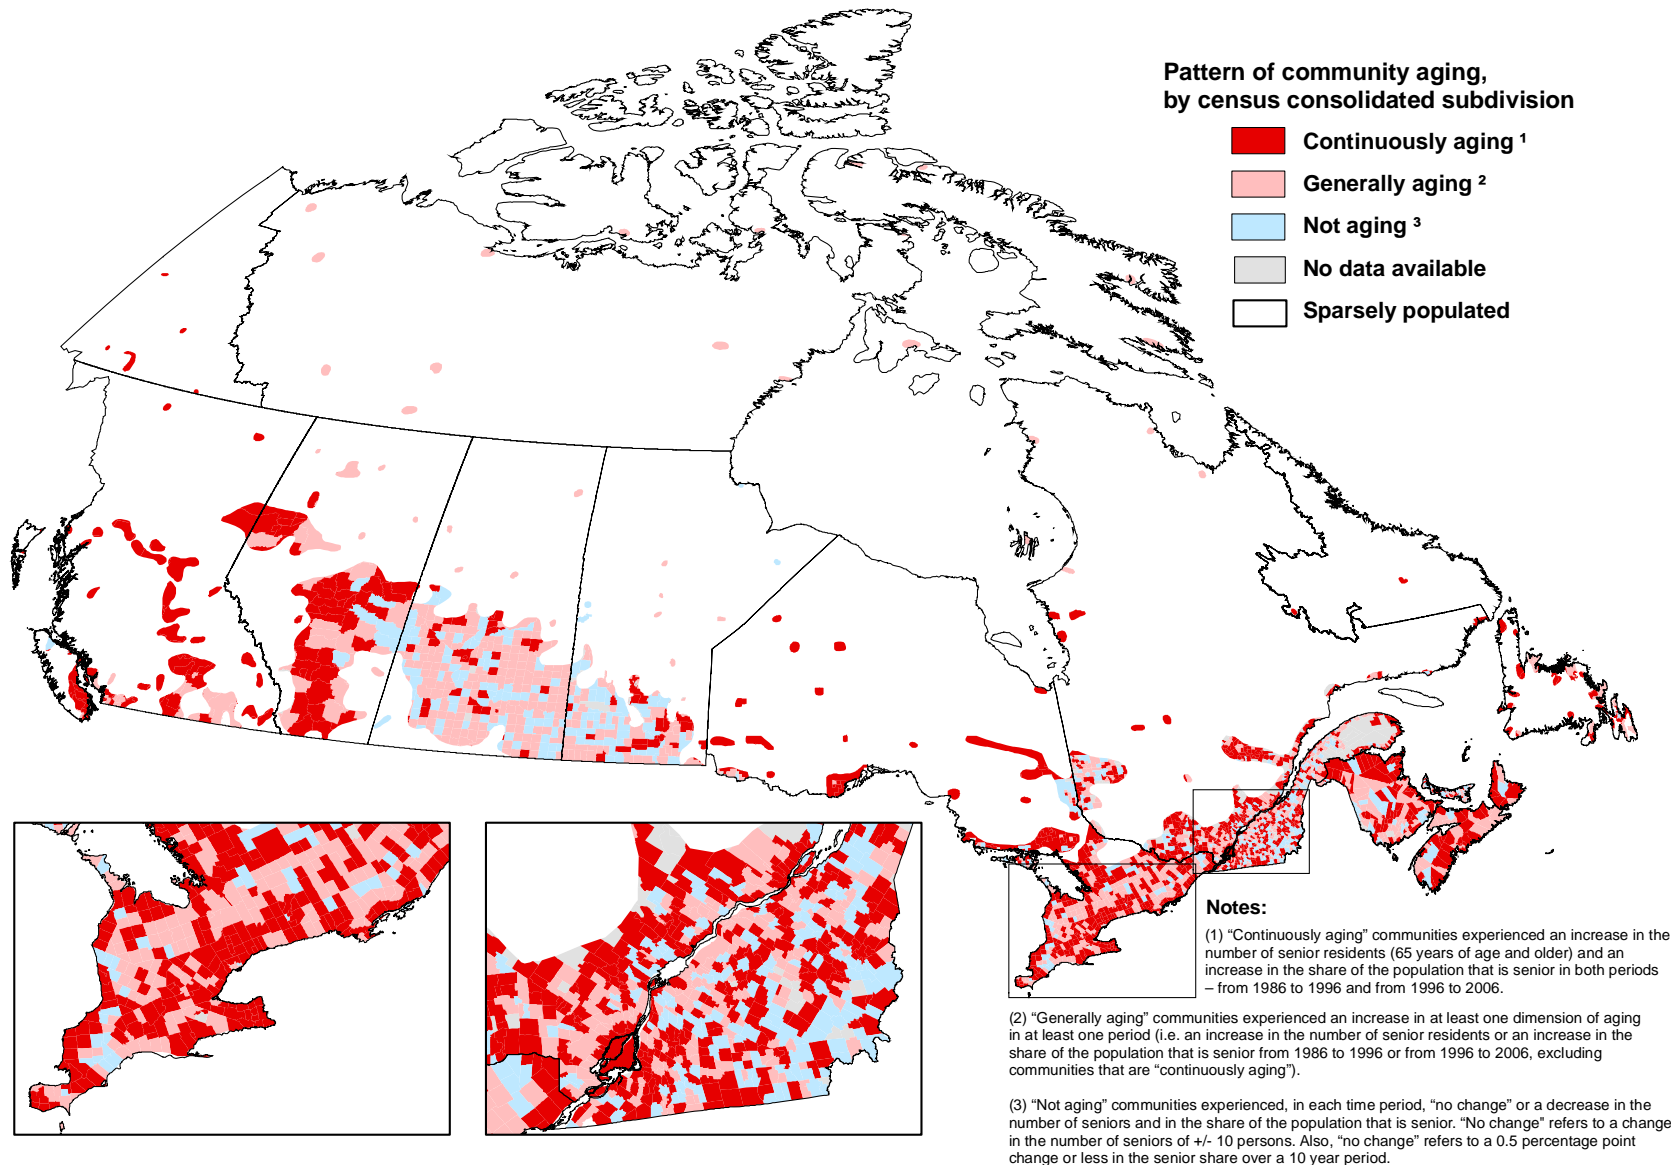 Pattern of community aging,
by census consolidated subdivision
Continuously aging ¹
Generally aging ²
Not aging ³
No data available
Sparsely populated
Notes:
(1) “Continuously aging” communities experienced an increase in the
number of senior residents (65 years of age and older) and an
increase in the share of the population that is senior in both periods
– from 1986 to 1996 and from 1996 to 2006.
(2) “Generally aging” communities experienced an increase in at least one dimension of aging
in at least one period (i.e. an increase in the number of senior residents or an increase in the
share of the population that is senior from 1986 to 1996 or from 1996 to 2006, excluding
communities that are “continuously aging”).
(3) “Not aging” communities experienced, in each time period, “no change” or a decrease in the
number of seniors and in the share of the population that is senior. “No change" refers to a change
in the number of seniors of +/- 10 persons. Also, “no change” refers to a 0.5 percentage point
change or less in the senior share over a 10 year period.